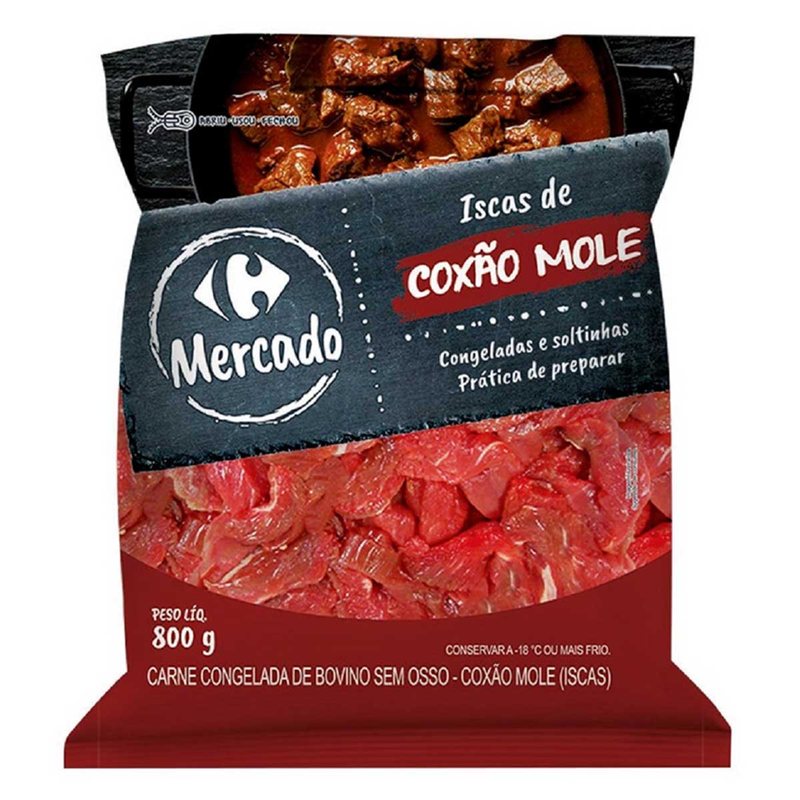 ABRIU • USOU • FECHOU
Iscas de
COXÃO MOLE
Mercado
Congeladas e soltinhas
Prática de preparar
PESO LÍQ.
800 g
CONSERVAR A -18 °C OU MAIS FRIO.
CARNE CONGELADA DE BOVINO SEM OSSO - COXÃO MOLE (ISCAS)